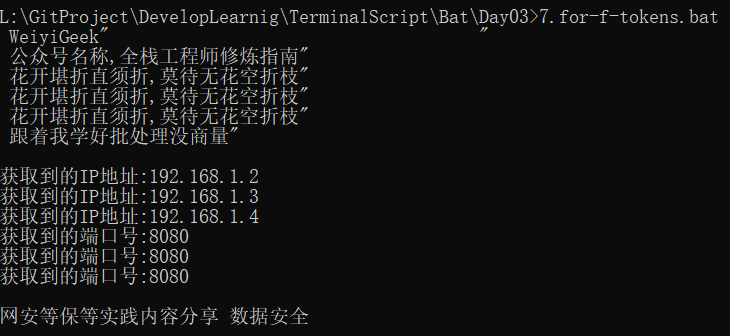 L:\GitProject\DevelopLearnig\TerminalScript\Bat\Day03>7.for-f-tokens.bat
WeiyiGeek" "
公众号名称,全栈工程师修炼指南"
花开堪折直须折,莫待无花空折枝"
花开堪折直须折,莫待无花空折枝"
花开堪折直须折,莫待无花空折枝"
跟着我学好批处理没商量"
获取到的IP地址:192.168.1.2
获取到的IP地址:192.168.1.3
获取到的IP地址:192.168.1.4
获取到的端口号:8080
获取到的端口号:8080
获取到的端口号:8080
网安等保等实践内容分享 数据安全